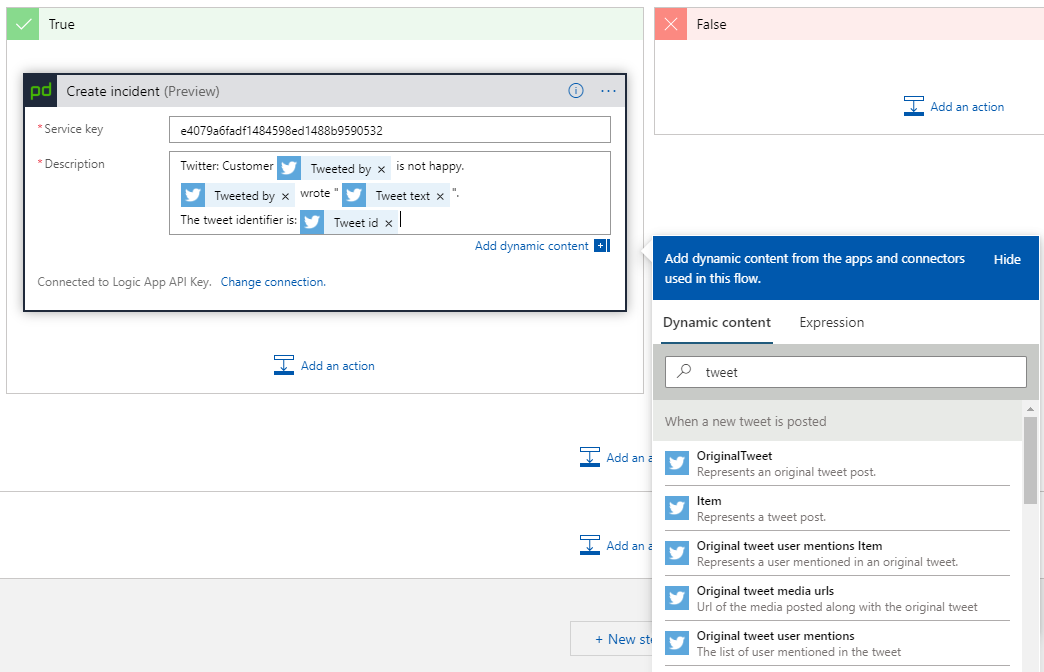 True
False
pd Create incident (Preview)
Add an action
*Service key
e4079a6fadf1484598ed1488b9590532
*Description
Twitter: Customer Tweeted by × is not happy.
Tweeted by × wrote " Tweet text × ".
The tweet identifier is: Tweet id ×
Add dynamic content
Connected to Logic App API Key. Change connection.
Add an action
Add an a
Add an a
+ New ste
Add dynamic content from the apps and connectors
used in this flow.
Hide
Dynamic content Expression
tweet
When a new tweet is posted
OriginalTweet
Represents an original tweet post.
Item
Represents a tweet post.
Original tweet user mentions Item
Represents a user mentioned in an original tweet.
Original tweet media urls
Url of the media posted along with the original tweet
Original tweet user mentions
The list of user mentioned in the tweet